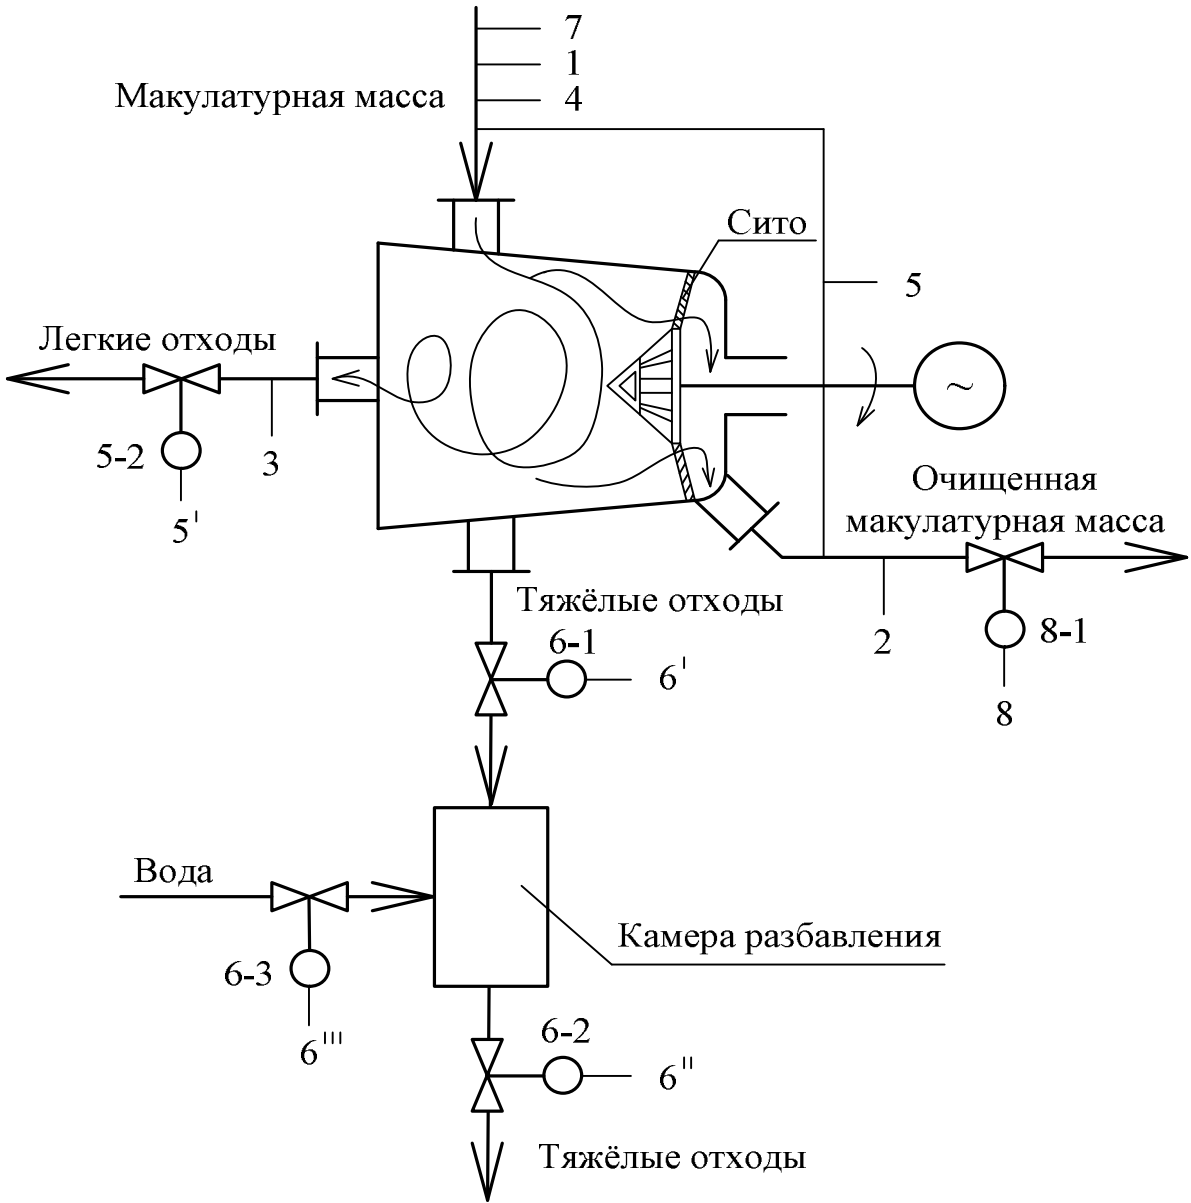 7
1
Макулатурная масса
4
Сито
5
Легкие отходы
~
5-2
3
Очищенная
макулатурная масса
5'
Тяжёлые отходы
6-1
8-1
2
6'
8
Вода
Камера разбавления
6-3
6-2
6'''
6''
Тяжёлые отходы